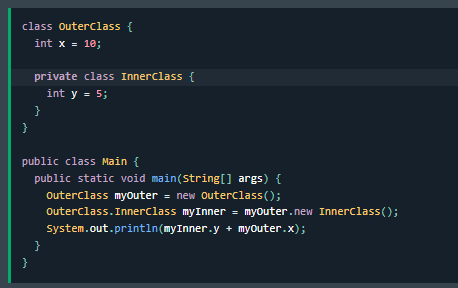 class OuterClass {
  int x = 10;

  private class InnerClass {
    int y = 5;
  }
}

public class Main {
  public static void main(String[] args) {
    OuterClass myOuter = new OuterClass();
    OuterClass.InnerClass myInner = myOuter.new InnerClass();
    System.out.println(myInner.y + myOuter.x);
  }
}